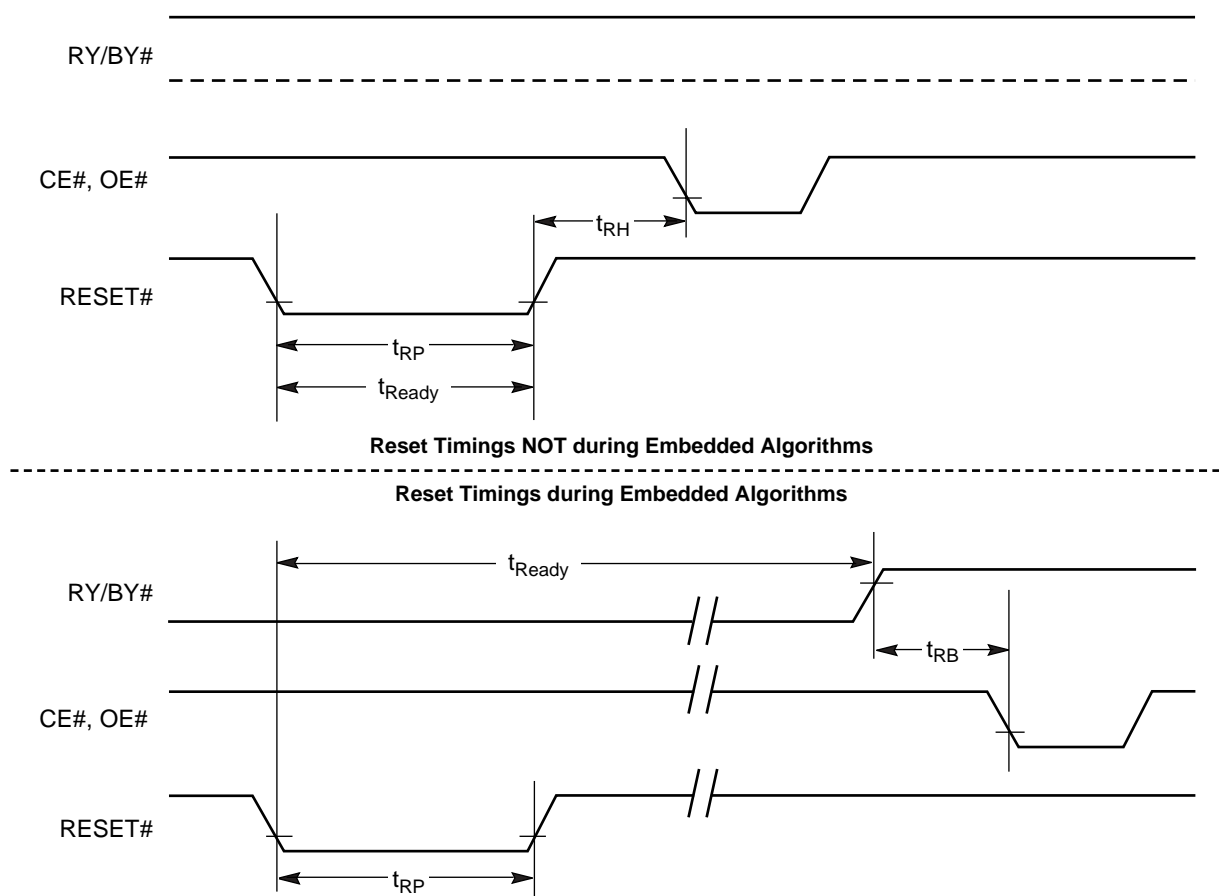 RY/BY#
CE#, OE#
tRH
RESET#
tRP
tReady
Reset Timings NOT during Embedded Algorithms
Reset Timings during Embedded Algorithms
tReady
RY/BY#
tRB
CE#, OE#
RESET#
tRP